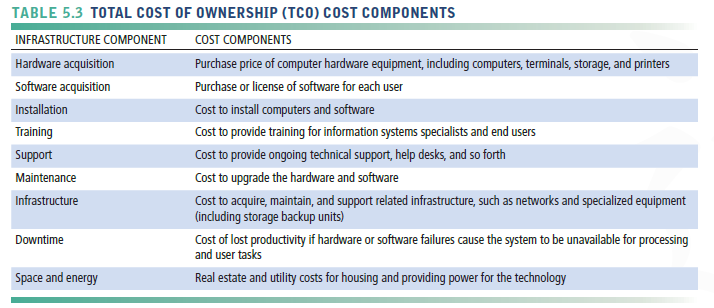 TABLE 5.3 TOTAL COST OF OWNERSHIP (TCO) COST COMPONENTS
INFRASTRUCTURE COMPONENT COST COMPONENTS
Hardware acquisition Purchase price of computer hardware equipment, including computers, terminals, storage, and printers
Software acquisition Purchase or license of software for each user
Installation Cost to install computers and software
Training Cost to provide training for information systems specialists and end users
Support Cost to provide ongoing technical support, help desks, and so forth
Maintenance Cost to upgrade the hardware and software
Infrastructure Cost to acquire, maintain, and support related infrastructure, such as networks and specialized equipment
(including storage backup units)
Downtime Cost of lost productivity if hardware or software failures cause the system to be unavailable for processing
and user tasks
Space and energy Real estate and utility costs for housing and providing power for the technology